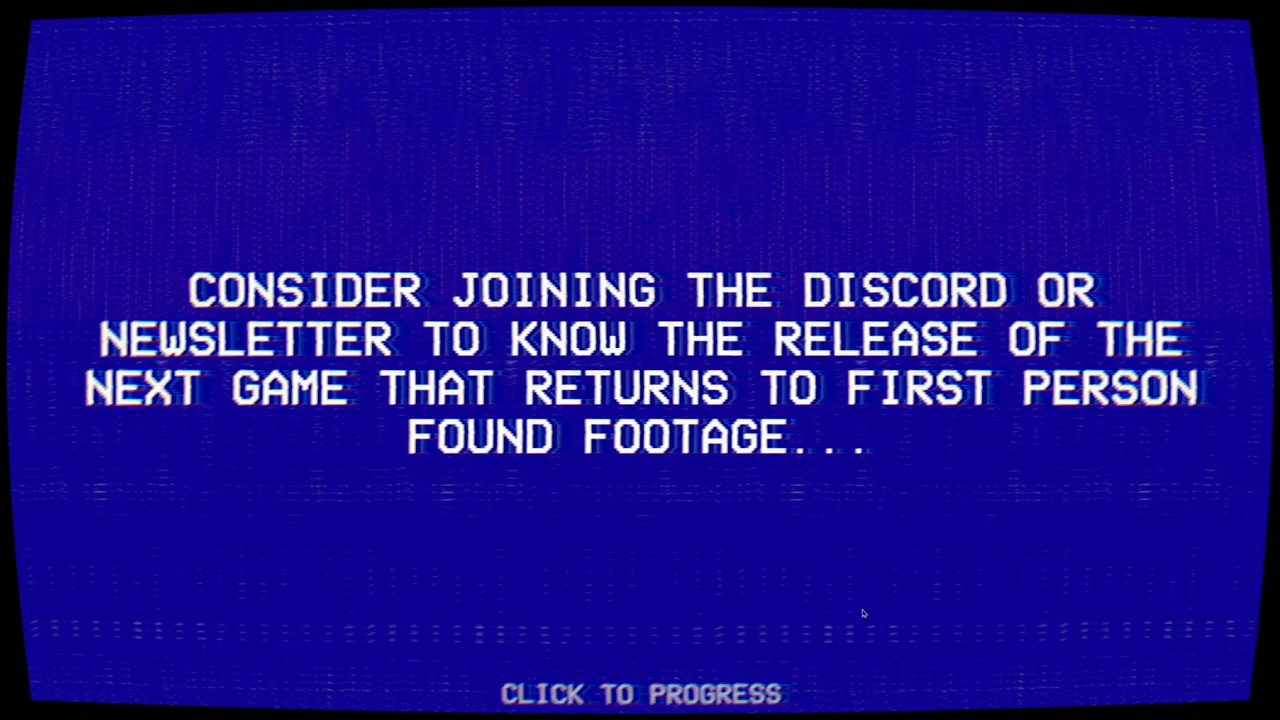 CONSIDER JOINING THE DISCORD OR
NEWSLETTER TO KNOW THE RELEASE OF THE
NEXT GAME THAT RETURNS TO FIRST PERSON
FOUND FOOTAGE...
CLICK TO PROGRESS